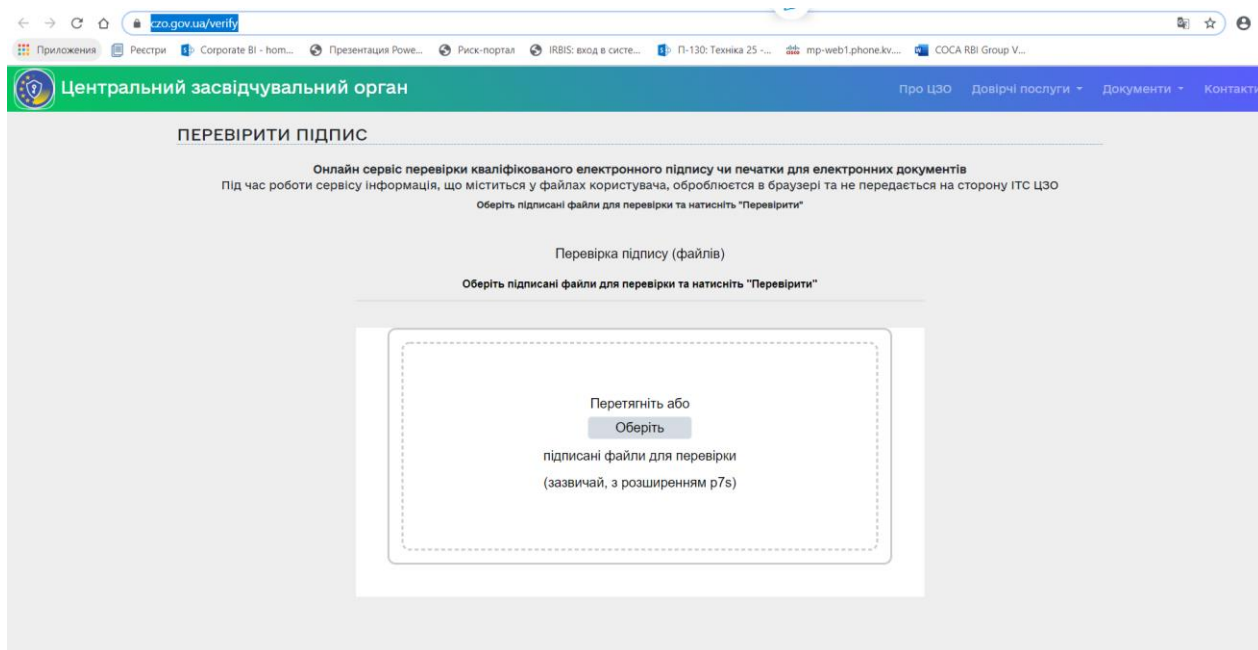 czo.gov.ua/verify
Приложения Реєстри Corporate BI - hom... Презентация Powe... Риск-портал IRBIS: вход в систе... П-130: Техніка 25 -... mp-web1.phone.kv.... COCA RBI Group V...
Центральний засвідчувальний орган Про ЦЗО Довірчі послуги Документи Контакти
ПЕРЕВІРИТИ ПІДПИС
Онлайн сервіс перевірки кваліфікованого електронного підпису чи печатки для електронних документів
Під час роботи сервісу інформація, що міститься у файлах користувача, оброблюєтся в браузері та не передається на сторону ІТС ЦЗО
Оберіть підписані файли для перевірки та натисніть "Перевірити"
Перевірка підпису (файлів)
Оберіть підписані файли для перевірки та натисніть "Перевірити"
Перетягніть або
Оберіть
підписані файли для перевірки
(зазвичай, з розширенням p7s)